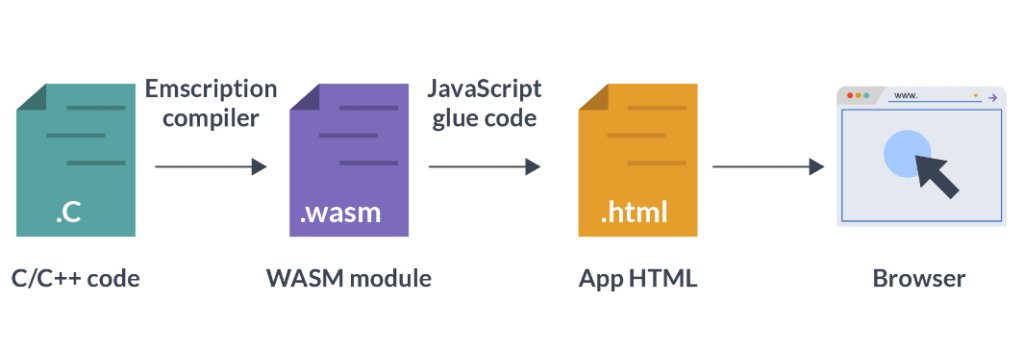 Emscription
compiler
JavaScript
glue code
www.
.C
.wasm
.html
C/C++ code
WASM module
App HTML
Browser